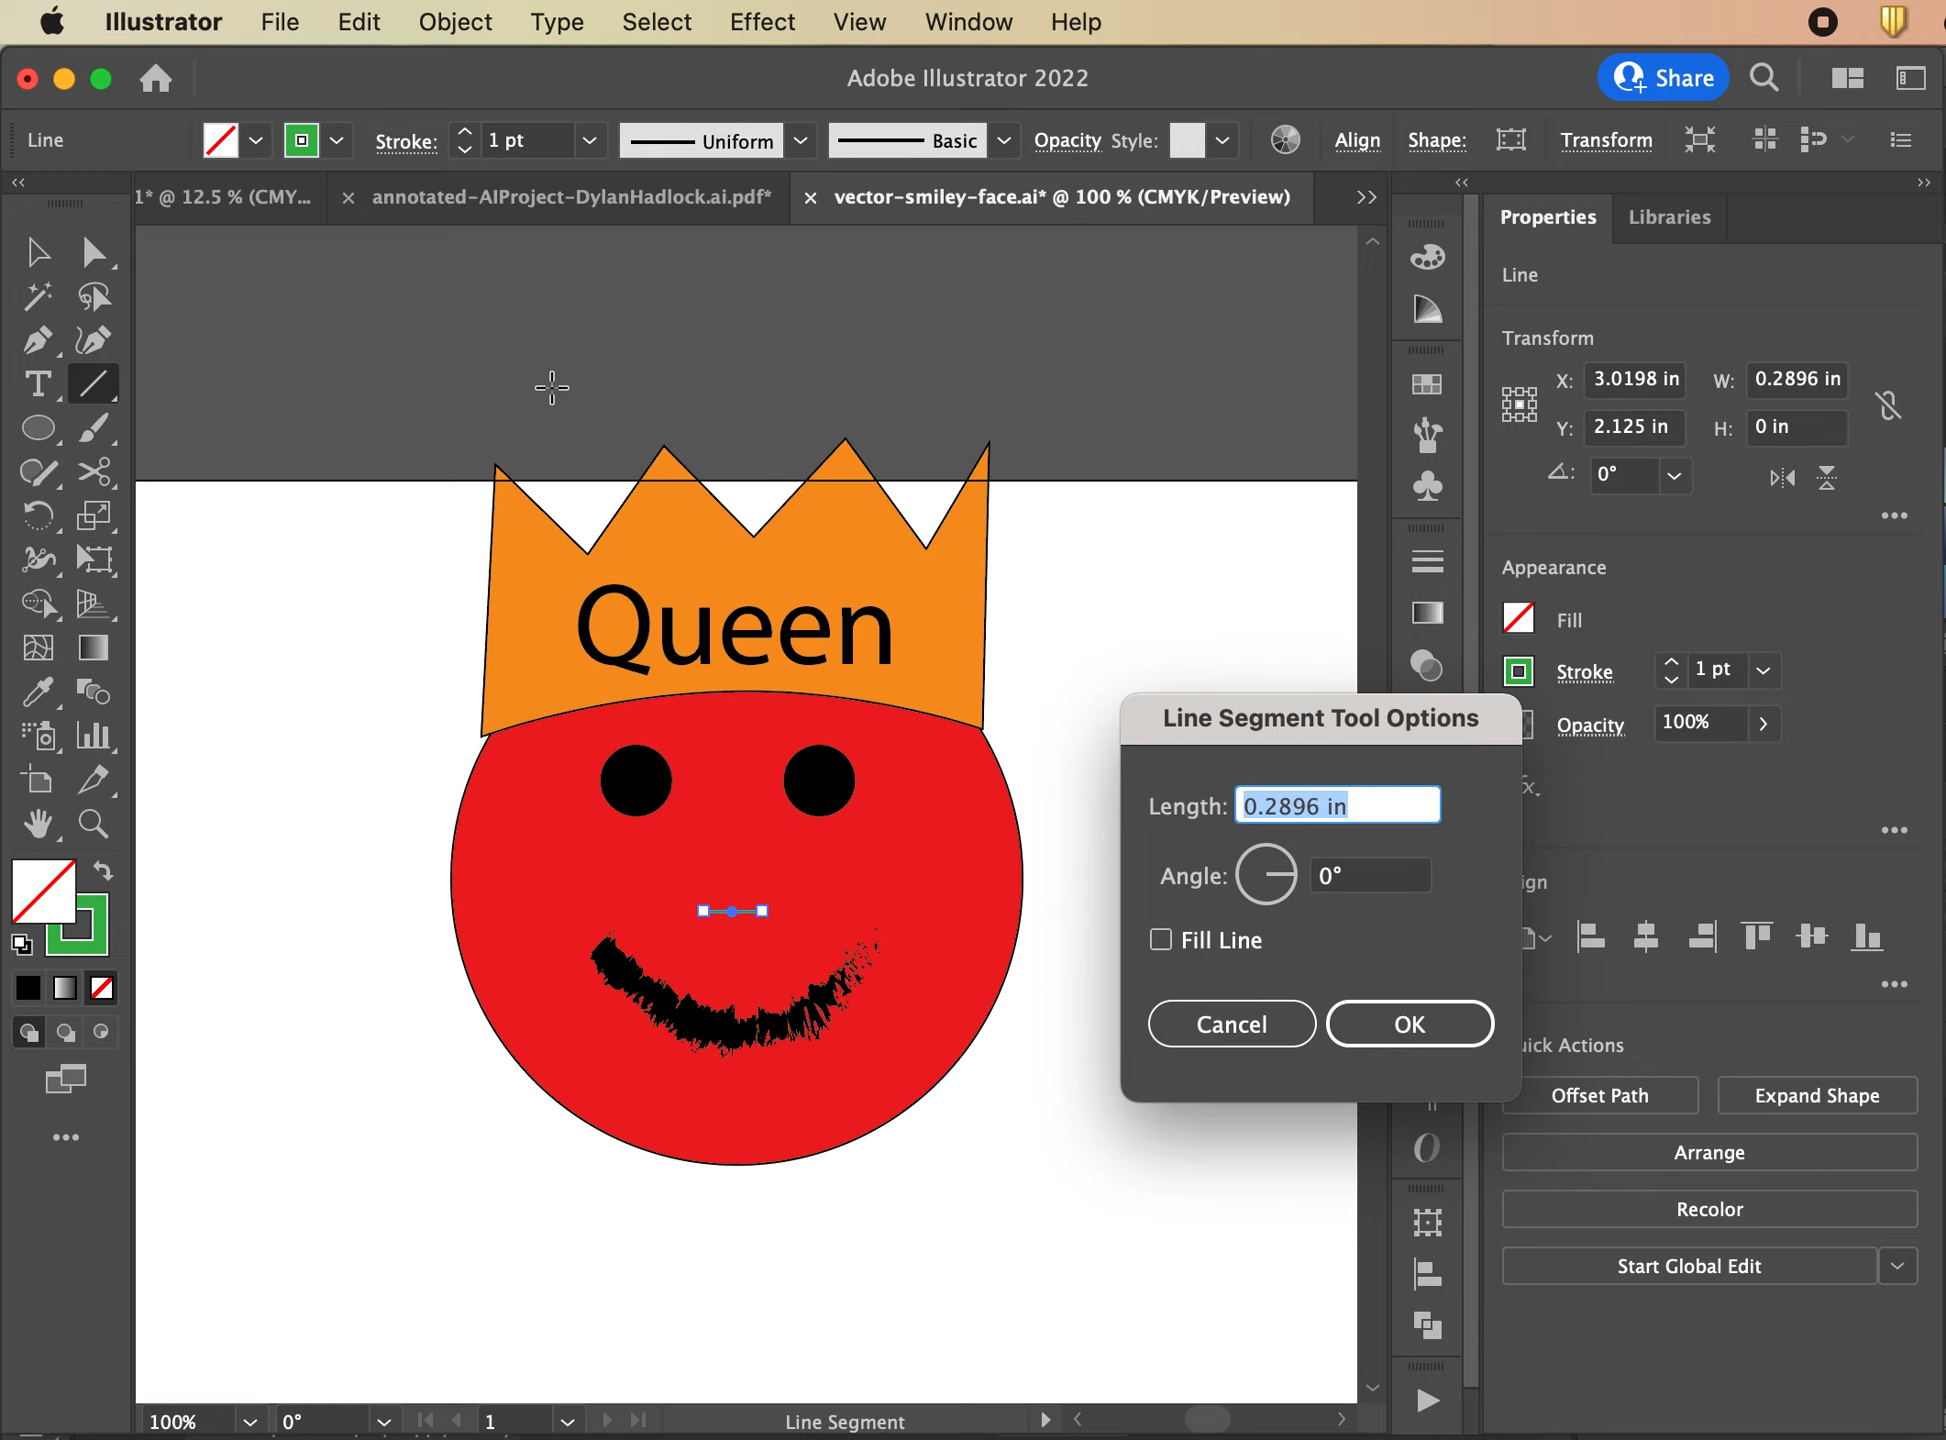 Illustrator File Edit Object Type Select Effect View Window Help
Adobe Illustrator 2022
Share
Line
Stroke: 1 pt Uniform Basic Opacity Style: Align Shape: Transform
1* @ 12.5 % (CMY... × annotated-AIProject-DylanHadlock.ai.pdf* × vector-smiley-face.ai* @ 100 % (CMYK/Preview)
Properties Libraries
Line
Transform
X: 3.0198 in W: 0.2896 in
Y: 2.125 in H: 0 in
0°
Appearance
Fill
Stroke 1 pt
Opacity 100%
Queen
Line Segment Tool Options
Length: 0.2896 in
Angle: 0°
Fill Line
Cancel OK
Offset Path Expand Shape
Arrange
Recolor
Start Global Edit
100% 0° 1 Line Segment